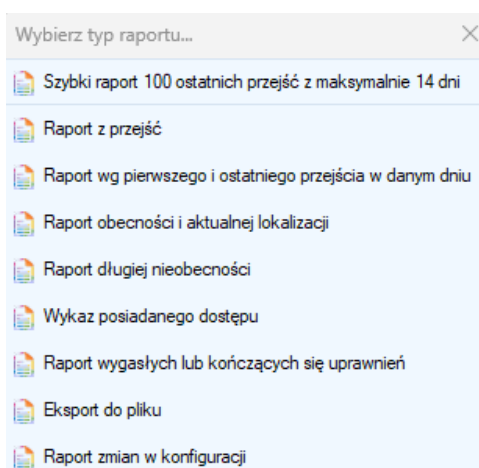 Wybierz typ raportu...
Szybki raport 100 ostatnich przejść z maksymalnie 14 dni
Raport z przejść
Raport wg pierwszego i ostatniego przejścia w danym dniu
Raport obecności i aktualnej lokalizacji
Raport długiej nieobecności
Wykaz posiadanego dostępu
Raport wygasłych lub kończących się uprawnień
Eksport do pliku
Raport zmian w konfiguracji